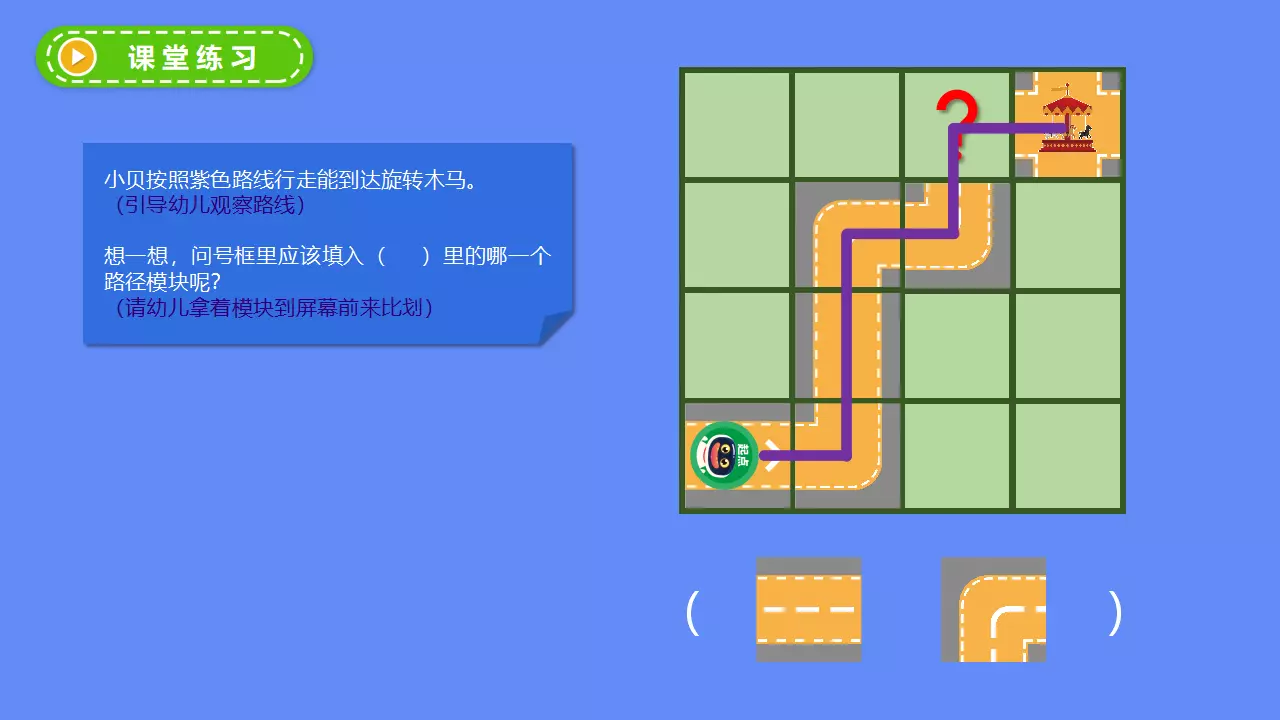 课堂练习
小贝按照紫色路线行走能到达旋转木马。
（引导幼儿观察路线）
想一想，问号框里应该填入（　　）里的哪一个
路径模块呢?
（请幼儿拿着模块到屏幕前来比划）
?
起点
(　　)